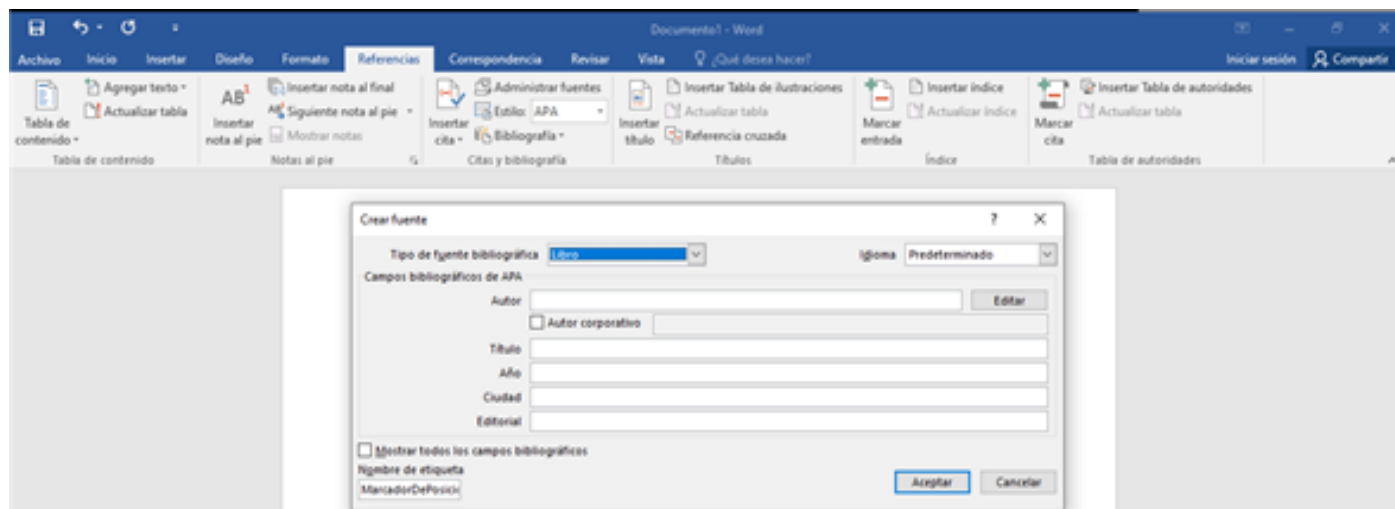 Documento1 - Word
Archivo Inicio Insertar Diseño Formato Referencias Correspondencia Revisar Vista ¿Qué desea hacer? Iniciar sesión Compartir
Tabla de contenido
Agregar texto
Actualizar tabla
Tabla de contenido
AB1
Insertar nota al pie
Insertar nota al final
Siguiente nota al pie
Mostrar notas
Notas al pie
Insertar cita
Administrar fuentes
Estilo: APA
Bibliografía
Citas y bibliografía
Insertar título
Insertar Tabla de ilustraciones
Actualizar tabla
Referencia cruzada
Títulos
Marcar entrada
Insertar índice
Actualizar índice
Índice
Marcar cita
Insertar Tabla de autoridades
Actualizar tabla
Tabla de autoridades
Crear fuente ? ×
Tipo de fuente bibliográfica Libro Idioma Predeterminado
Campos bibliográficos de APA
Autor Editar
Autor corporativo
Título
Año
Ciudad
Editorial
Mostrar todos los campos bibliográficos
Nombre de etiqueta
MarcadorDePosici
Aceptar Cancelar